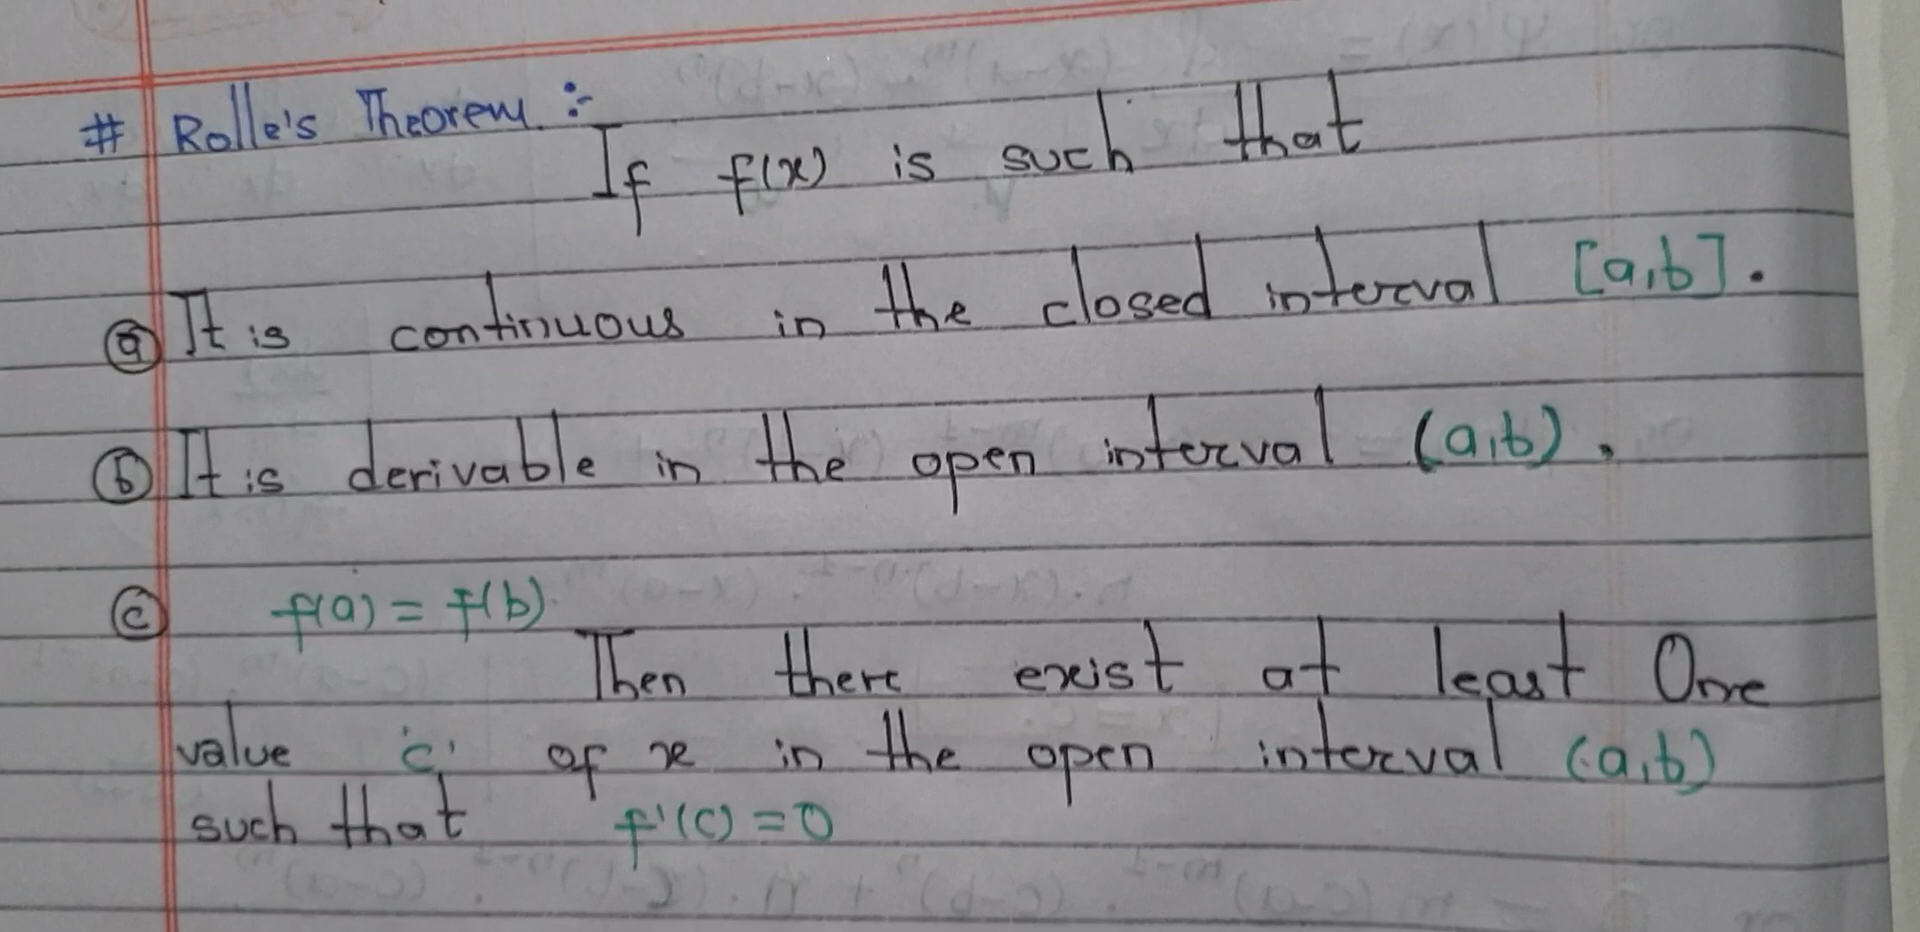 # Rolle's Theorem :-
If f(x) is such that
ⓐ It is continuous in the closed interval [a,b].
ⓑ It is derivable in the open interval (a,b).
ⓒ f(a) = f(b).
Then there exist at least One
value 'c' of x in the open interval (a,b)
such that f'(c) = 0